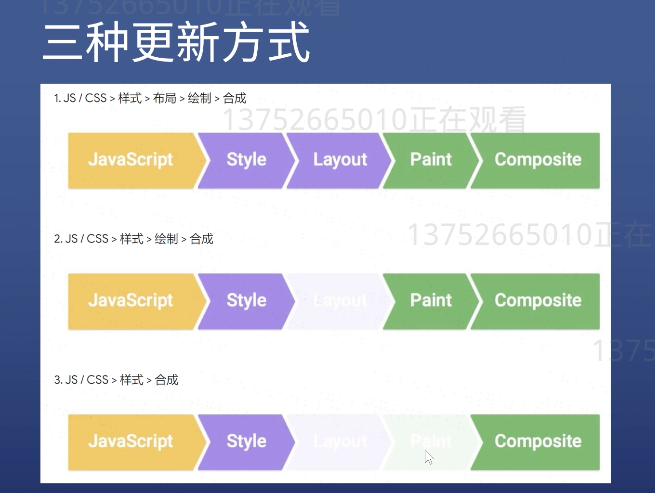 13752665010正在观看
三种更新方式
1. JS / CSS > 样式 > 布局 > 绘制 > 合成
13752665010正在观看
JavaScript Style Layout Paint Composite
13752665010正在
2. JS / CSS > 样式 > 绘制 > 合成
JavaScript Style Layout Paint Composite
1375
3. JS / CSS > 样式 > 合成
JavaScript Style Layout Paint Composite